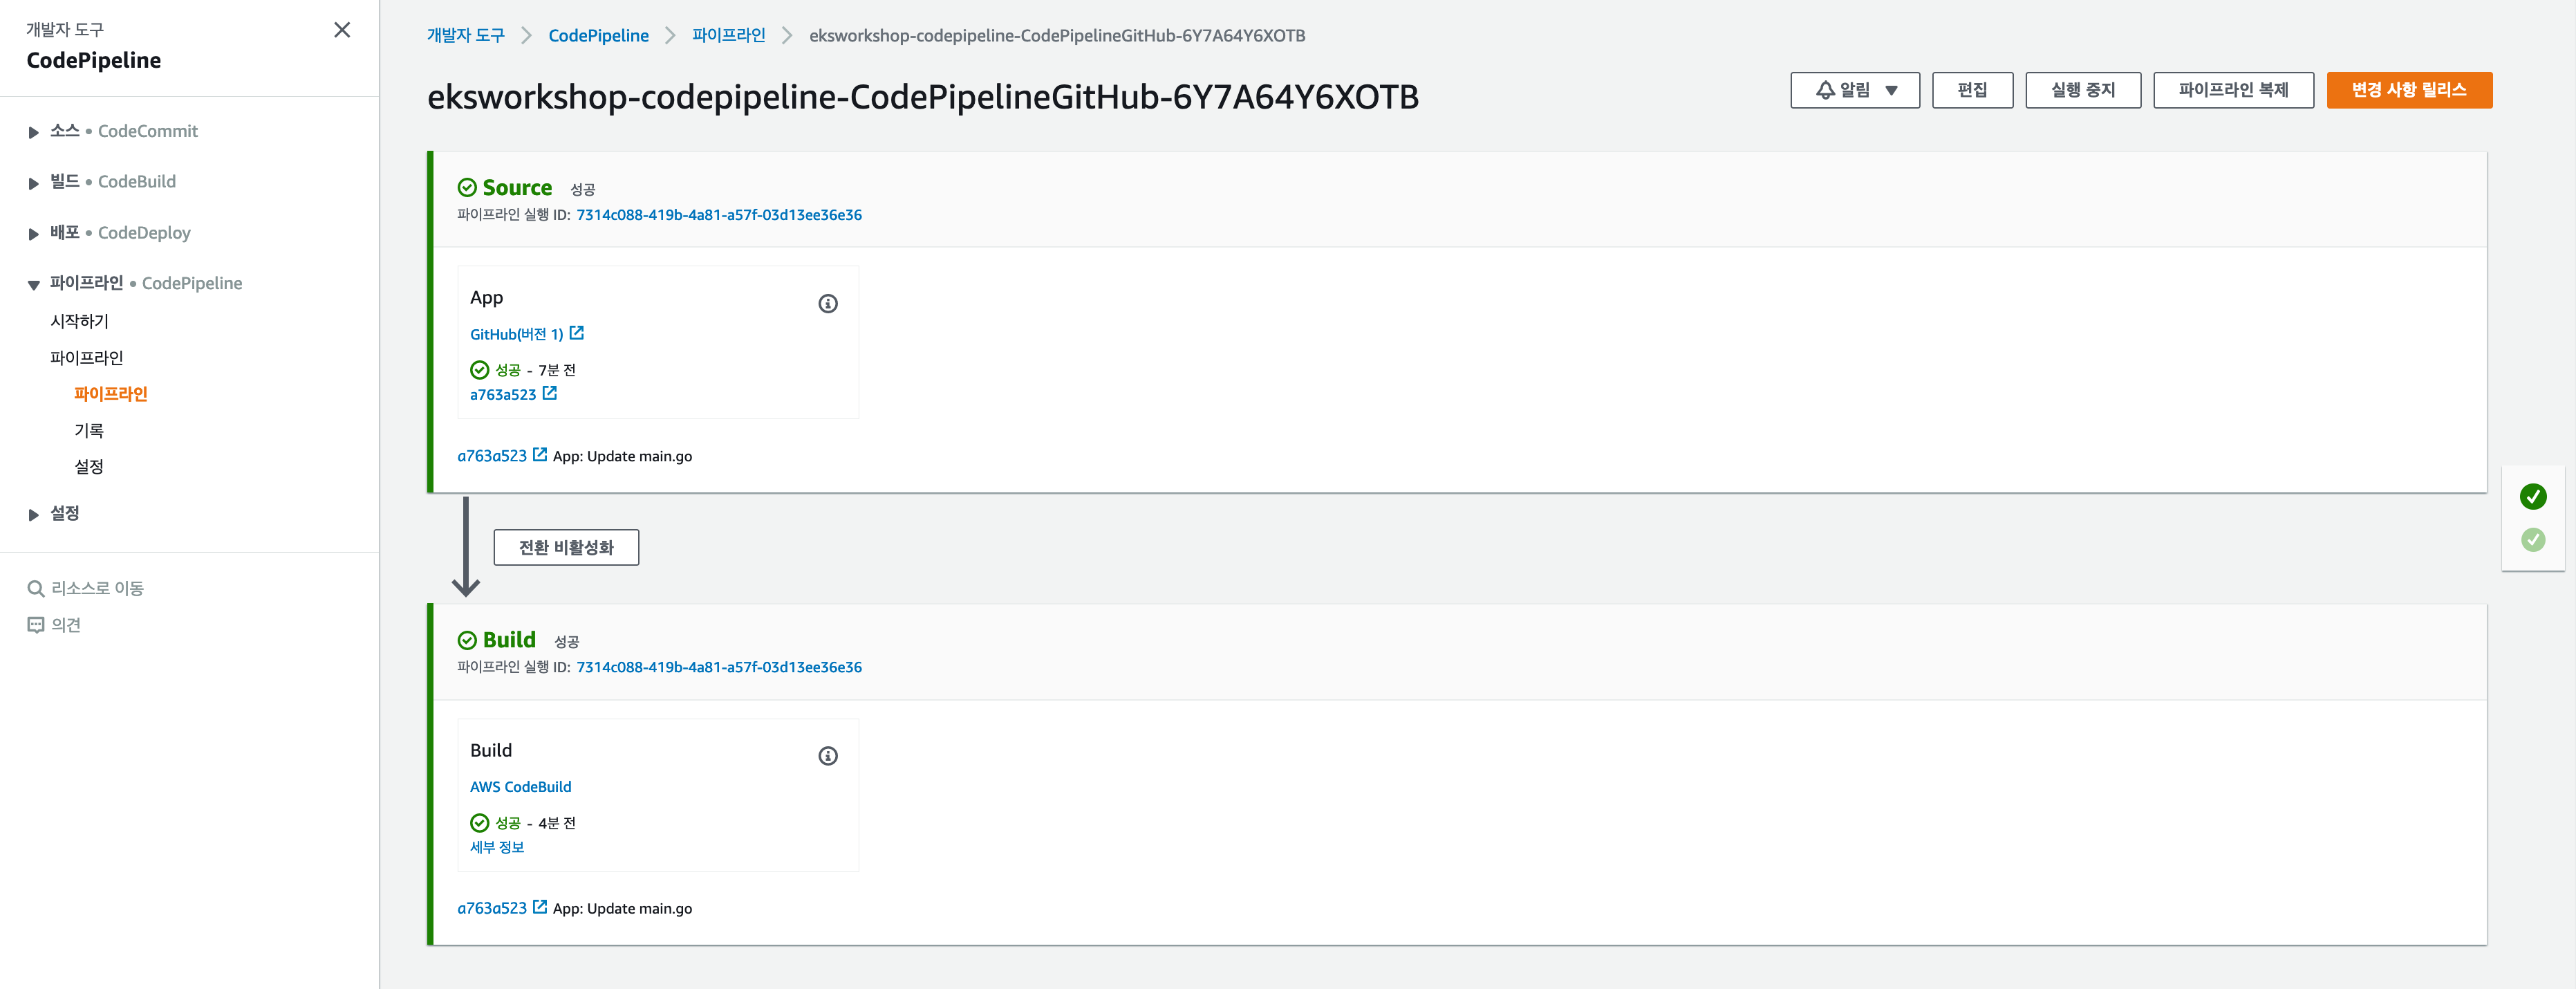 개발자 도구
CodePipeline
소스 • CodeCommit
빌드 • CodeBuild
배포 • CodeDeploy
파이프라인 • CodePipeline
시작하기
파이프라인
파이프라인
기록
설정
설정
리소스로 이동
의견
개발자 도구 > CodePipeline > 파이프라인 > eksworkshop-codepipeline-CodePipelineGitHub-6Y7A64Y6XOTB
eksworkshop-codepipeline-CodePipelineGitHub-6Y7A64Y6XOTB
알림 ▼ 편집 실행 중지 파이프라인 복제 변경 사항 릴리스
Source 성공
파이프라인 실행 ID: 7314c088-419b-4a81-a57f-03d13ee36e36
App
GitHub(버전 1)
성공 - 7분 전
a763a523
a763a523 App: Update main.go
전환 비활성화
Build 성공
파이프라인 실행 ID: 7314c088-419b-4a81-a57f-03d13ee36e36
Build
AWS CodeBuild
성공 - 4분 전
세부 정보
a763a523 App: Update main.go